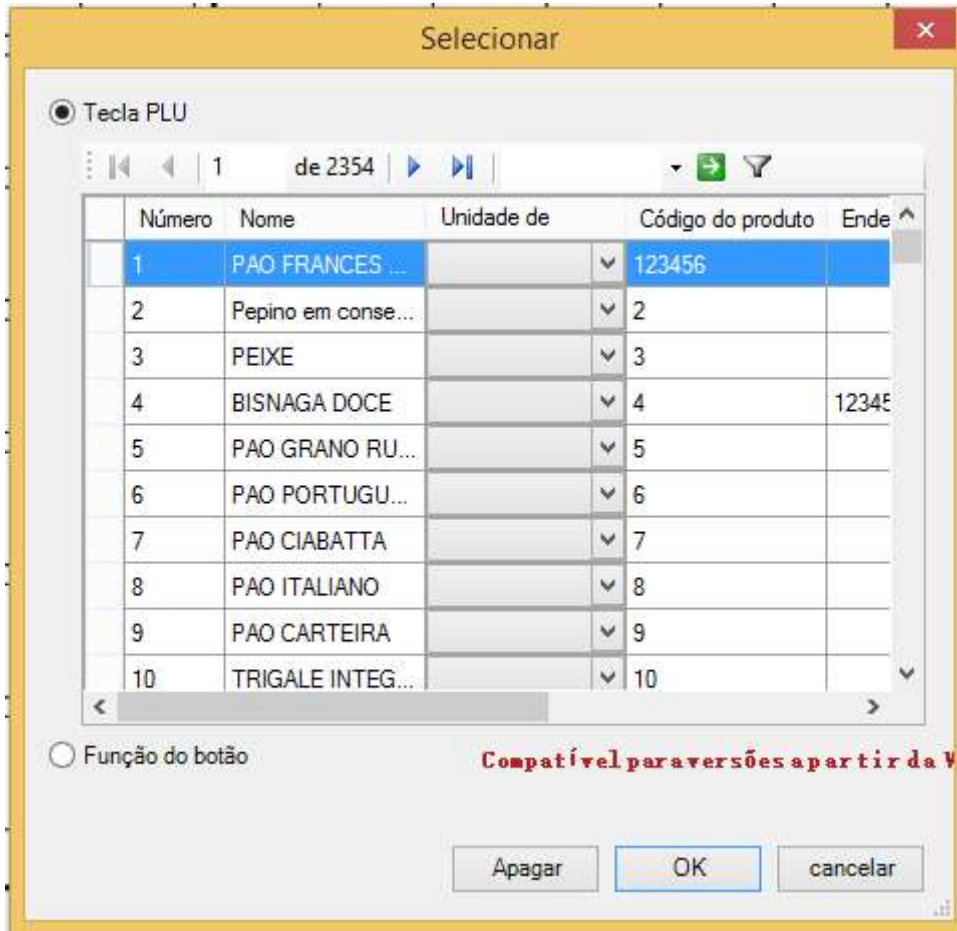 Selecionar
Tecla PLU
1 de 2354
Número Nome Unidade de Código do produto Ende
1 PAO FRANCES ... 123456
2 Pepino em conse... 2
3 PEIXE 3
4 BISNAGA DOCE 4 12345
5 PAO GRANO RU... 5
6 PAO PORTUGU... 6
7 PAO CIABATTA 7
8 PAO ITALIANO 8
9 PAO CARTEIRA 9
10 TRIGALE INTEG... 10
Função do botão
Compatível para versões a partir da V
Apagar OK cancelar